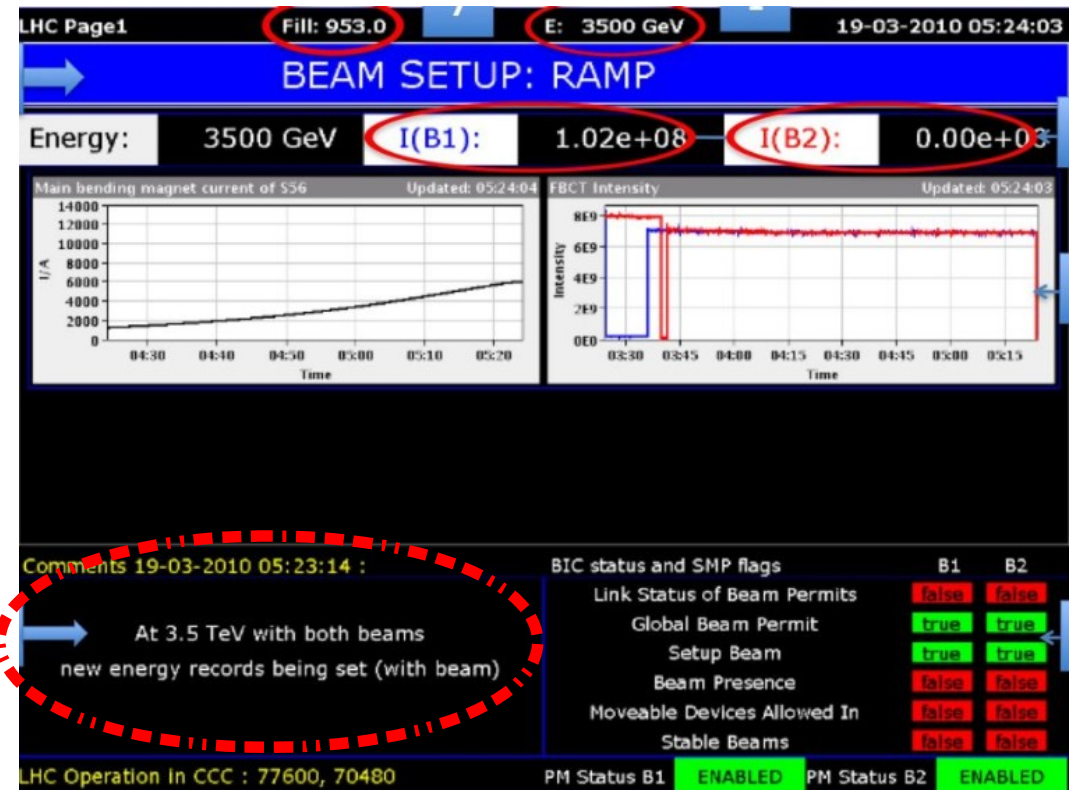 LHC Page1 Fill: 953.0 E: 3500 GeV 19-03-2010 05:24:03
BEAM SETUP: RAMP
Energy: 3500 GeV I(B1): 1.02e+08 I(B2): 0.00e+03
Main bending magnet current of S56 Updated: 05:24:04
14000
12000
10000
8000
6000
4000
2000
0
I/A
04:30 04:40 04:50 05:00 05:10 05:20
Time
FBCT Intensity Updated: 05:24:03
8E9
6E9
4E9
2E9
0E0
Intensity
03:30 03:45 04:00 04:15 04:30 04:45 05:00 05:15
Time
Comments 19-03-2010 05:23:14 :
At 3.5 TeV with both beams
new energy records being set (with beam)
BIC status and SMP flags B1 B2
Link Status of Beam Permits false false
Global Beam Permit true true
Setup Beam true true
Beam Presence false false
Moveable Devices Allowed In false false
Stable Beams false false
LHC Operation in CCC : 77600, 70480 PM Status B1 ENABLED PM Status B2 ENABLED